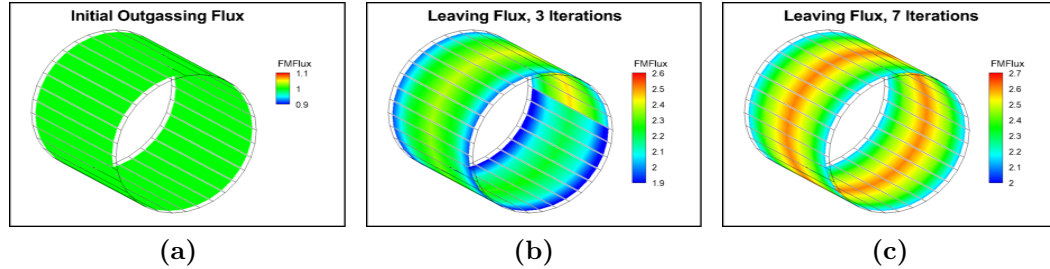 Initial Outgassing Flux
FMFlux
1.1
1
0.9
(a)
Leaving Flux, 3 Iterations
FMFlux
2.6
2.5
2.4
2.3
2.2
2.1
2
1.9
(b)
Leaving Flux, 7 Iterations
FMFlux
2.7
2.6
2.5
2.4
2.3
2.2
2.1
2
(c)